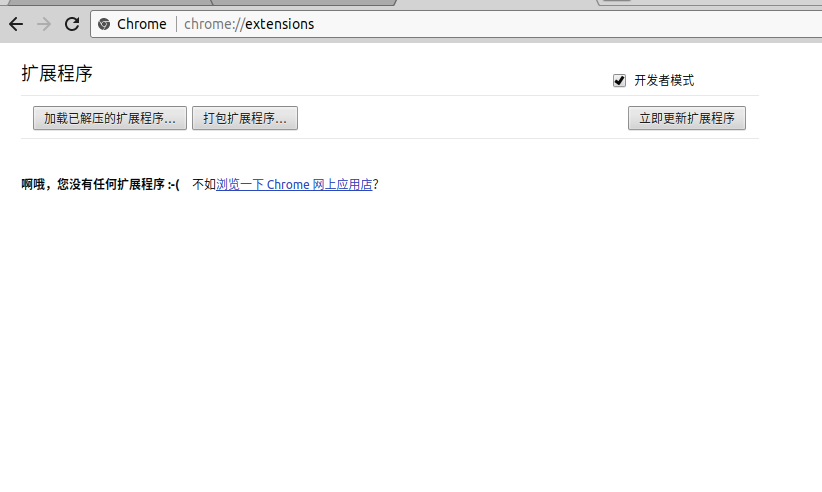 Chrome chrome://extensions
扩展程序
开发者模式
加载已解压的扩展程序... 打包扩展程序... 立即更新扩展程序
啊哦，您没有任何扩展程序 :-( 不如浏览一下 Chrome 网上应用店?